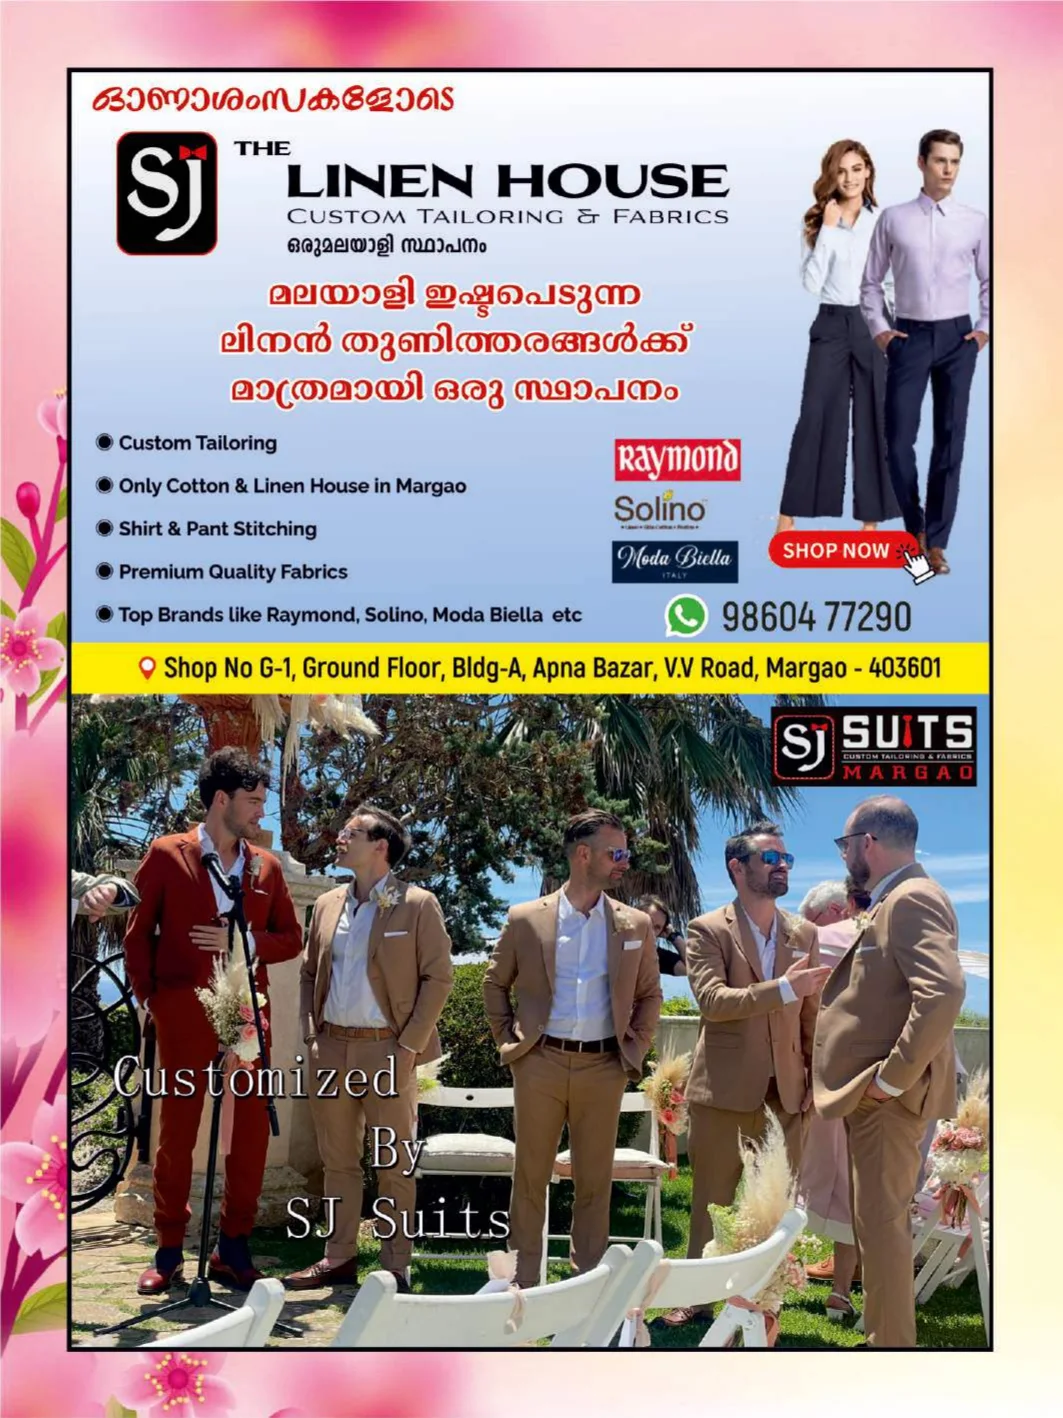 ഓണാശംസകളോടെ
SJ
THE
LINEN HOUSE
CUSTOM TAILORING & FABRICS
ഒരുമലയാളി സ്ഥാപനം
മലയാളി ഇഷ്ടപെടുന്ന
ലിനൻ തുണിത്തരങ്ങൾക്ക്
മാത്രമായി ഒരു സ്ഥാപനം
Custom Tailoring
Only Cotton & Linen House in Margao
Shirt & Pant Stitching
Premium Quality Fabrics
Top Brands like Raymond, Solino, Moda Biella etc
Raymond
Solino
Moda Biella
ITALY
SHOP NOW
98604 77290
Shop No G-1, Ground Floor, Bldg-A, Apna Bazar, V.V Road, Margao - 403601
SJ SUITS
CUSTOM TAILORING & FABRICS
MARGAO
Customized
By
SJ Suits